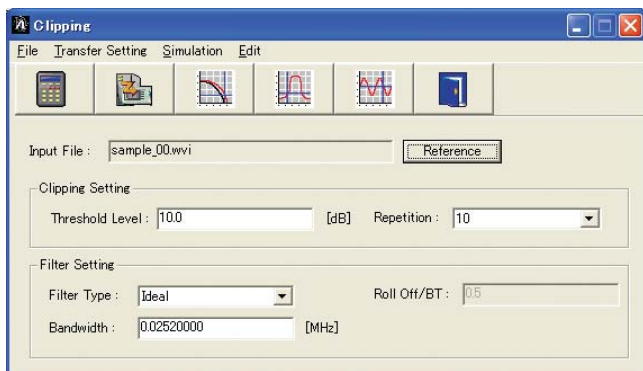 Clipping
File Transfer Setting Simulation Edit
Input File : sample_00.wvi Reference
Clipping Setting
Threshold Level : 10.0 [dB] Repetition : 10
Filter Setting
Filter Type : Ideal Roll Off/BT : 0.5
Bandwidth : 0.02520000 [MHz]